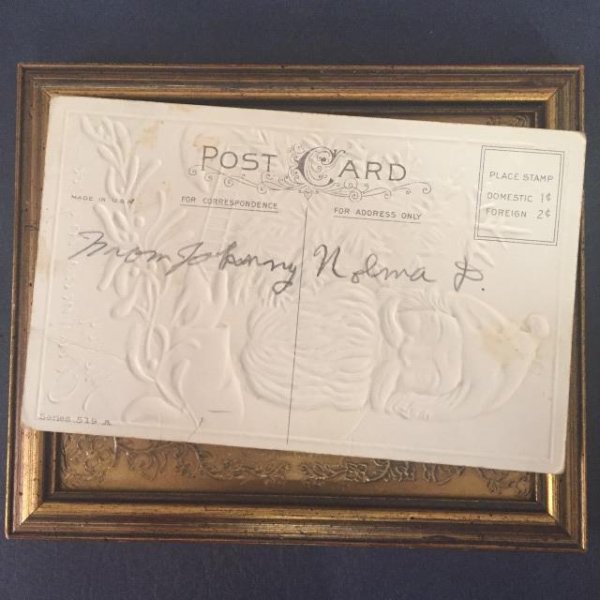 POST CARD
PLACE STAMP
DOMESTIC 1¢
FOREIGN 2¢
MADE IN U.S.A
FOR CORRESPONDENCE
FOR ADDRESS ONLY
From Johnny Nolma D.
Series 519 A